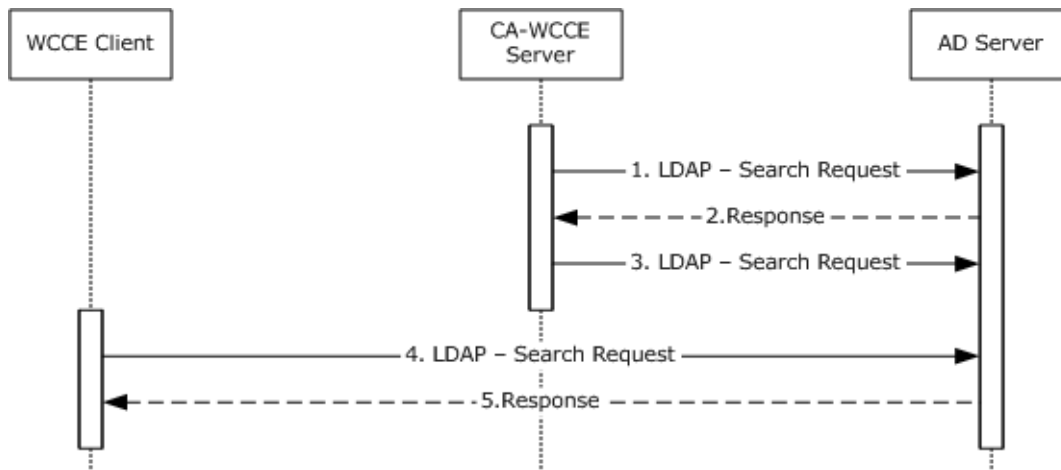 WCCE Client
CA-WCCE
Server
AD Server
1. LDAP – Search Request
2.Response
3. LDAP – Search Request
4. LDAP – Search Request
5.Response